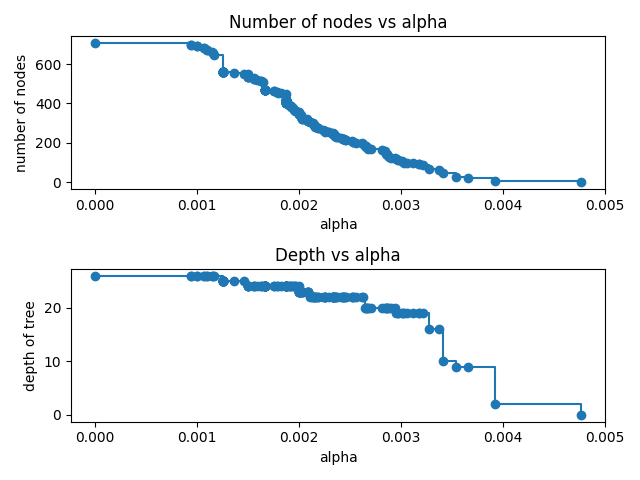 Number of nodes vs alpha
number of nodes
600
400
200
0
0.000 0.001 0.002 0.003 0.004 0.005
alpha
Depth vs alpha
depth of tree
20
10
0
0.000 0.001 0.002 0.003 0.004 0.005
alpha